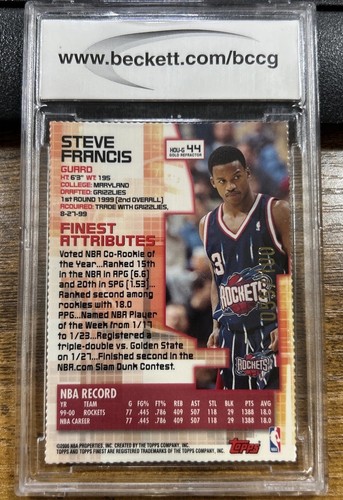 www.beckett.com/bccg
STEVE
FRANCIS
HOU-G 44
GOLD REFRACTOR
GUARD
HT: 6'3" WT: 195
COLLEGE: MARYLAND
DRAFTED: GRIZZLIES
1ST ROUND 1999 (2ND OVERALL)
ACQUIRED: TRADE WITH GRIZZLIES,
8-27-99
FINEST
ATTRIBUTES
Voted NBA Co-Rookie of
the Year...Ranked 15th
in the NBA in RPG (6.6)
and 20th in SPG (1.53)...
Ranked second among
rookies with 18.0
PPG...Named NBA Player
of the Week from 1/17
to 1/23...Registered a
triple-double vs. Golden State
on 1/27...Finished second in the
NBA.com Slam Dunk Contest.
3
ROCKETS
ROCKETS
NBA RECORD
YR TEAM G FG% FT% REB AST STL BLK PTS AVG
99-00 ROCKETS 77 .445 .786 409 507 118 29 1388 18.0
NBA CAREER 77 .445 .786 409 507 118 29 1388 18.0
©2000 NBA PROPERTIES, INC. CREATED BY THE TOPPS COMPANY, INC.
TOPPS AND TOPPS FINEST ARE REGISTERED TRADEMARKS OF THE TOPPS COMPANY, INC.
Topps
NBA